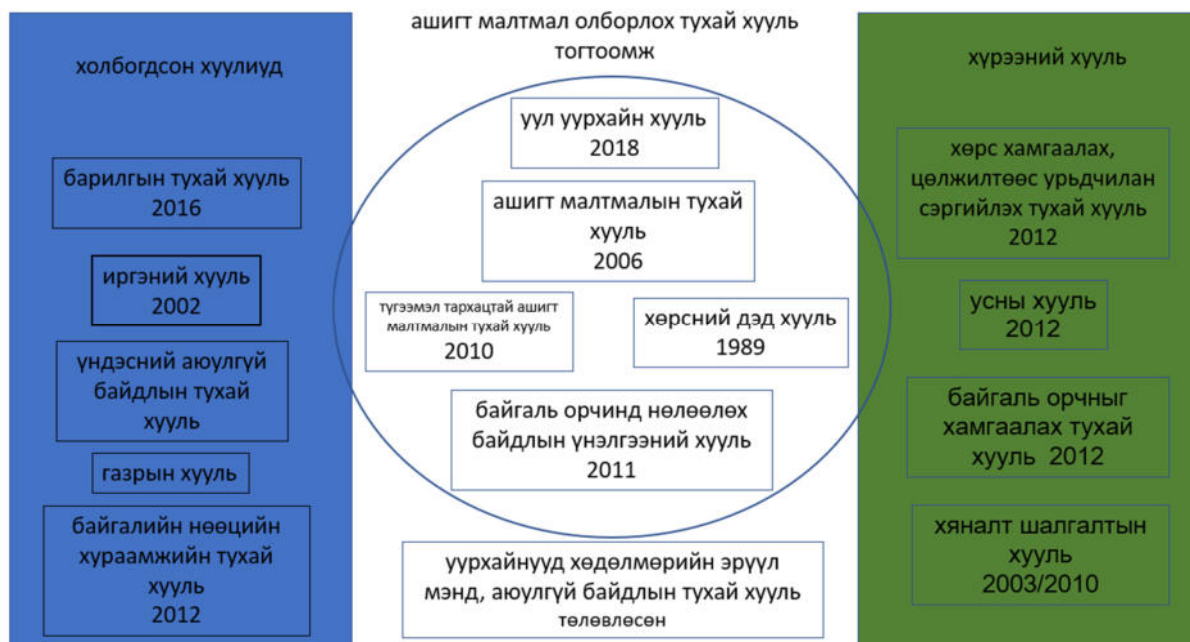 холбогдсон хуулиуд
барилгын тухай хууль
2016
иргэний хууль
2002
үндэсний аюулгүй
байдлын тухай
хууль
газрын хууль
байгалийн нөөцийн
хураамжийн тухай
хууль
2012
ашигт малтмал олборлох тухай хууль
тогтоомж
уул уурхайн хууль
2018
ашигт малтмалын тухай
хууль
2006
түгээмэл тархацтай ашигт
малтмалын тухай хууль
2010
хөрсний дэд хууль
1989
байгаль орчинд нөлөөлөх
байдлын үнэлгээний хууль
2011
уурхайнууд хөдөлмөрийн эрүүл
мэнд, аюулгүй байдлын тухай хууль
төлөвлөсөн
хүрээний хууль
хөрс хамгаалах,
цөлжилтөөс урьдчилан
сэргийлэх тухай хууль
2012
усны хууль
2012
байгаль орчныг
хамгаалах тухай
хууль 2012
хяналт шалгалтын
хууль
2003/2010